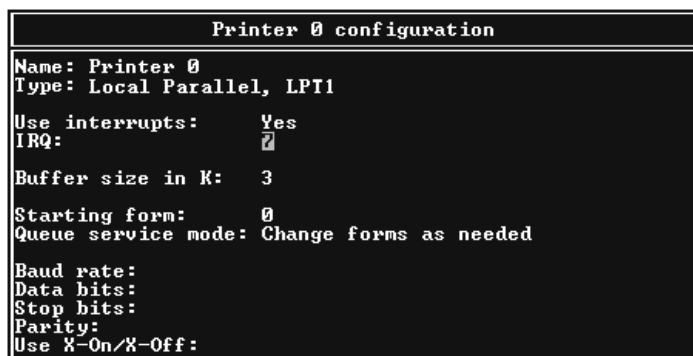 Printer 0 configuration
Name: Printer 0
Type: Local Parallel, LPT1
Use interrupts: Yes
IRQ: 7
Buffer size in K: 3
Starting form: 0
Queue service mode: Change forms as needed
Baud rate:
Data bits:
Stop bits:
Parity:
Use X-On/X-Off: